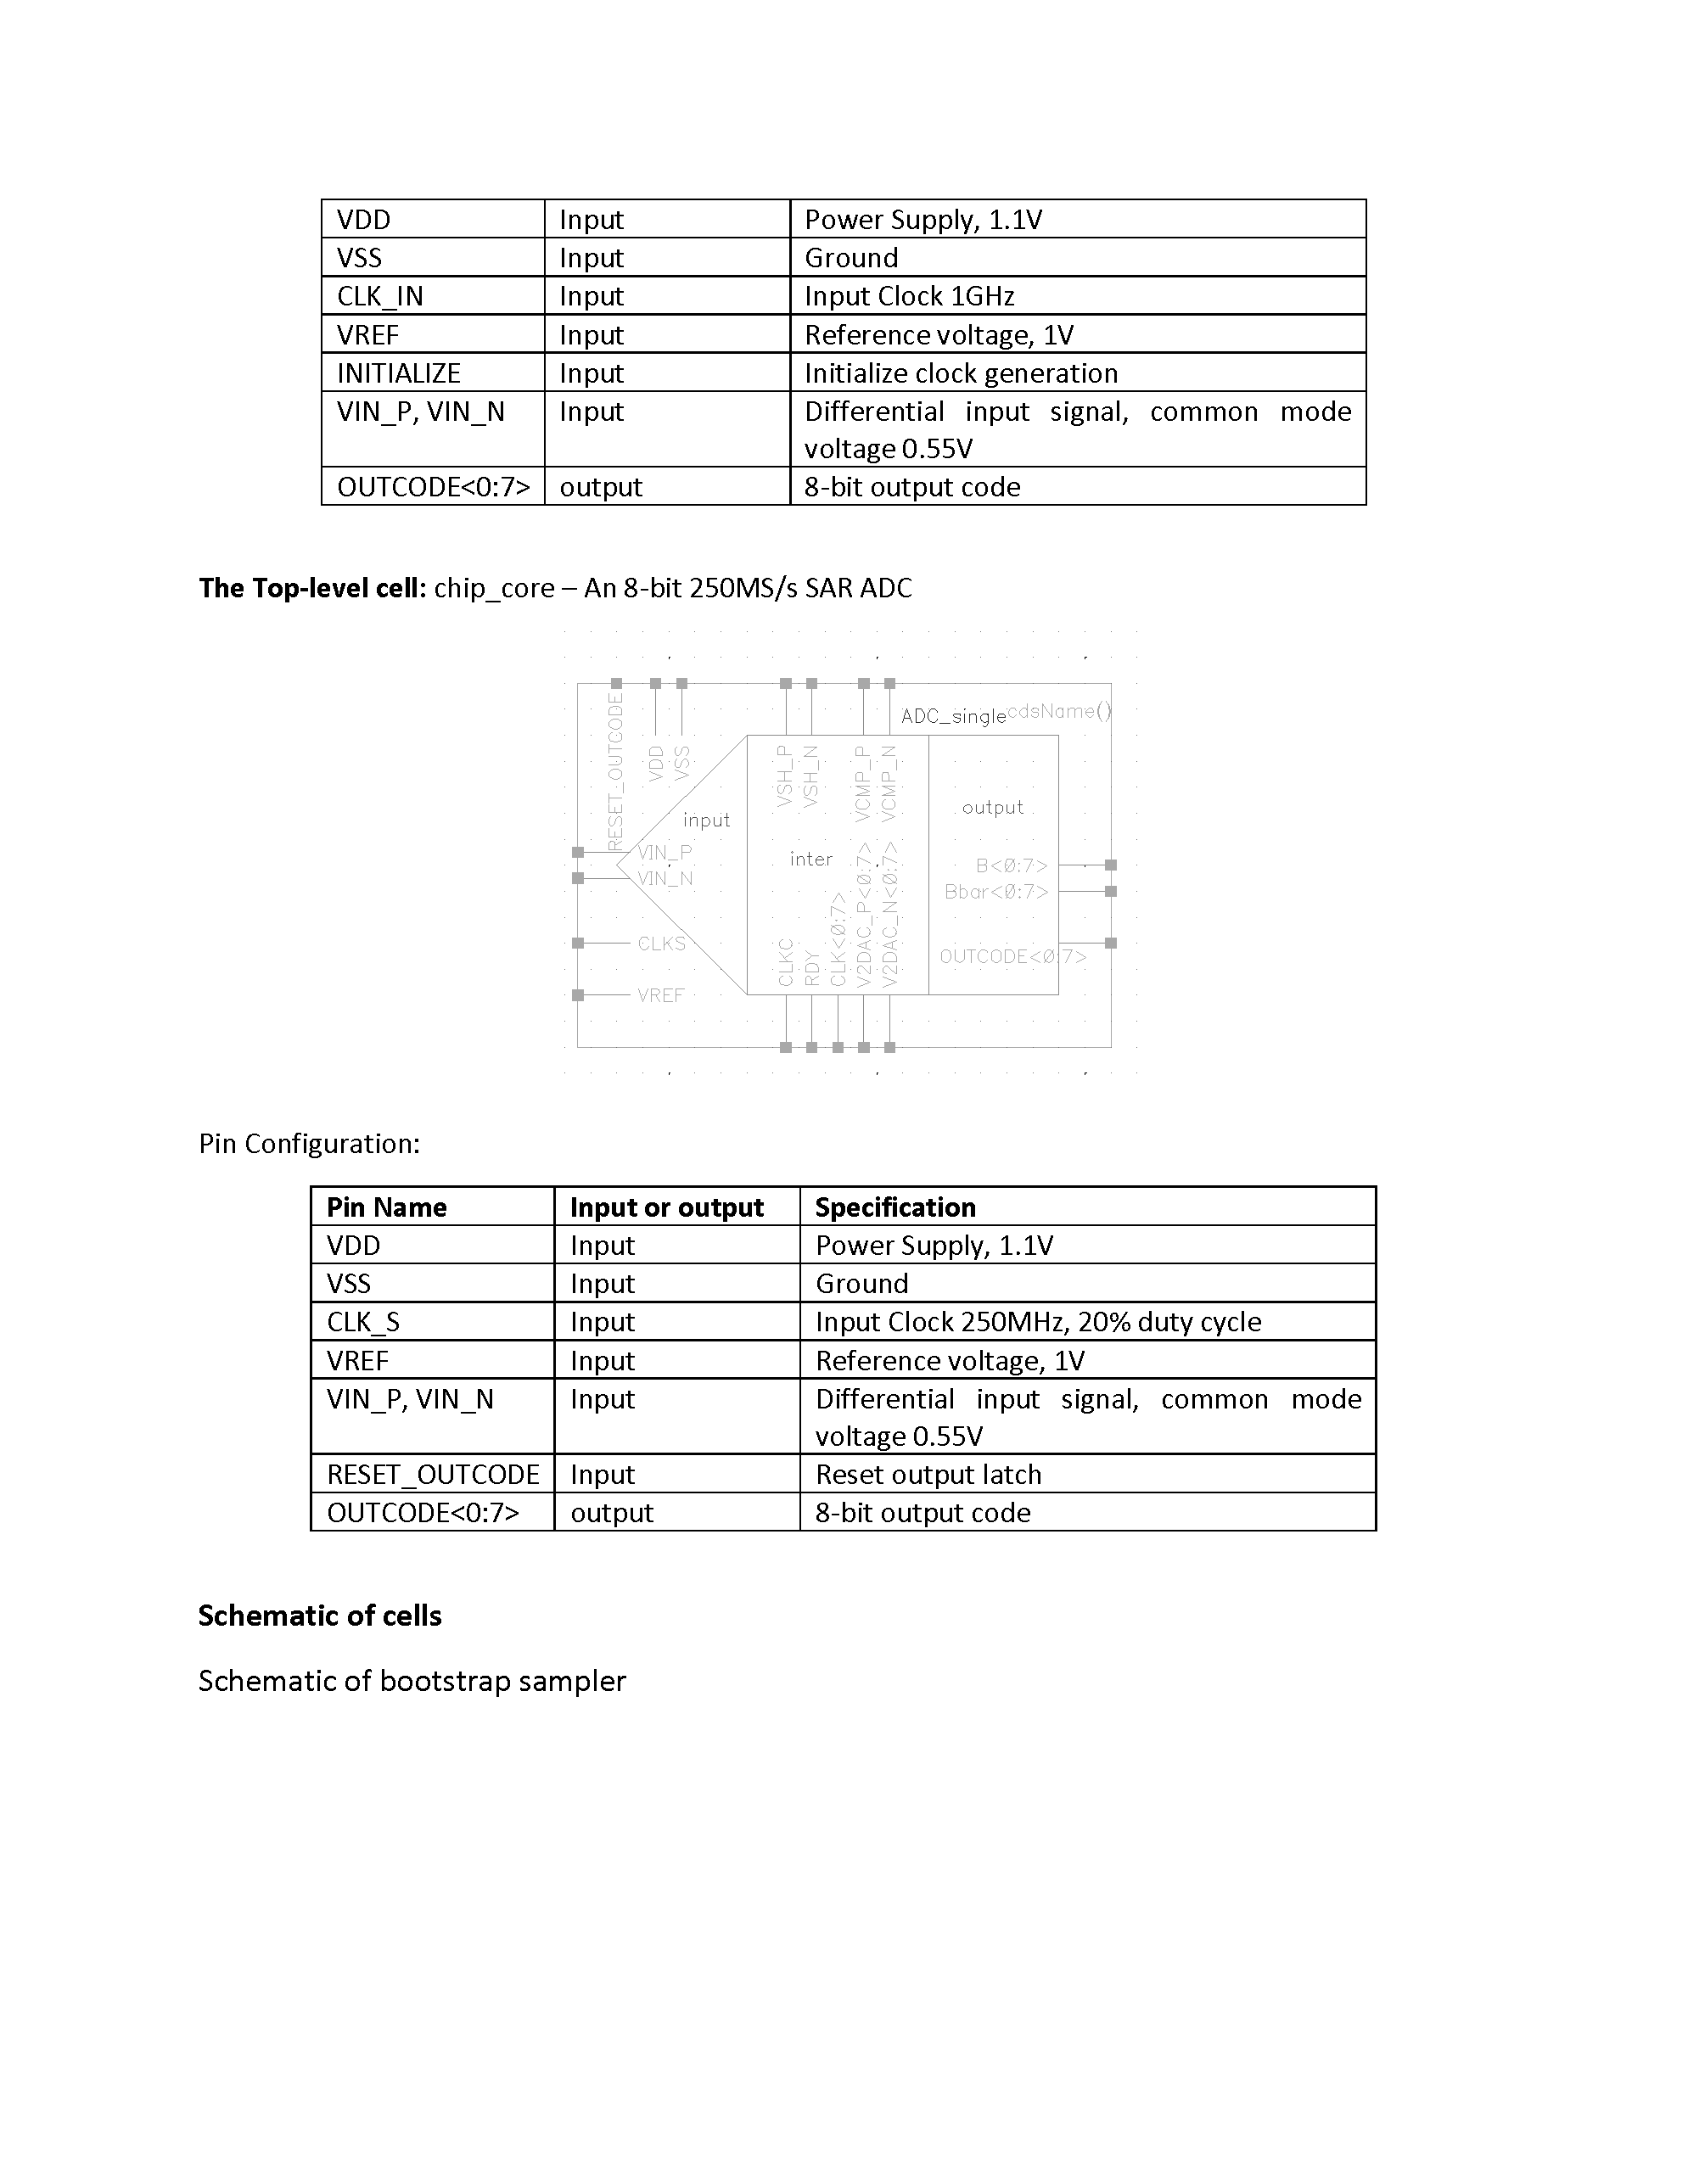 VDD Input Power Supply, 1.1V
VSS Input Ground
CLK_IN Input Input Clock 1GHz
VREF Input Reference voltage, 1V
INITIALIZE Input Initialize clock generation
VIN_P, VIN_N Input Differential input signal, common mode
voltage 0.55V
OUTCODE<0:7> output 8-bit output code
The Top-level cell: chip_core – An 8-bit 250MS/s SAR ADC
ADC_single cdsName()
RESET_OUTCODE
VDD
VSS
VSH_P
VSH_N
VCMP_P
VCMP_N
input
output
inter
VIN_P
VIN_N
B<0:7>
Bbar<0:7>
CLKS
OUTCODE<0:7>
VREF
CLKC
RDY
CLK<0:7>
V2DAC_P<0:7>
V2DAC_N<0:7>
Pin Configuration:
Pin Name Input or output Specification
VDD Input Power Supply, 1.1V
VSS Input Ground
CLK_S Input Input Clock 250MHz, 20% duty cycle
VREF Input Reference voltage, 1V
VIN_P, VIN_N Input Differential input signal, common mode
voltage 0.55V
RESET_OUTCODE Input Reset output latch
OUTCODE<0:7> output 8-bit output code
Schematic of cells
Schematic of bootstrap sampler